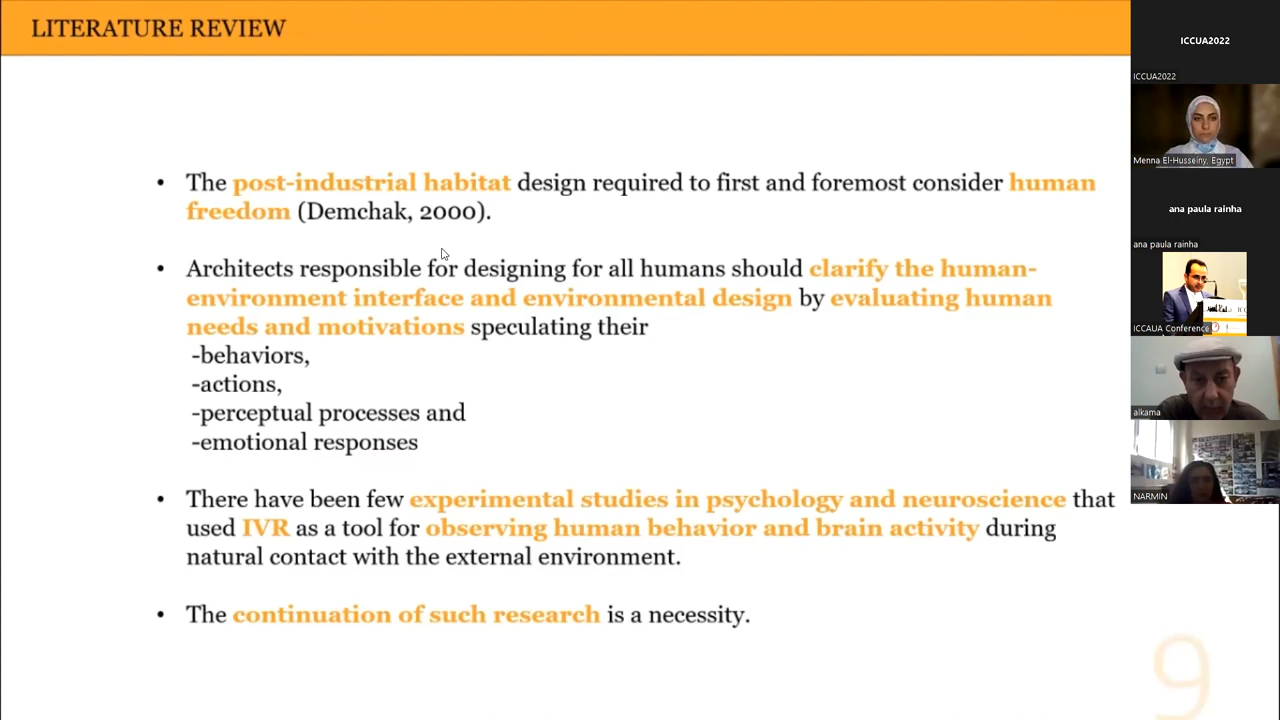 LITERATURE REVIEW
• The post-industrial habitat design required to first and foremost consider human
freedom (Demchak, 2000).
• Architects responsible for designing for all humans should clarify the human-
environment interface and environmental design by evaluating human
needs and motivations speculating their
-behaviors,
-actions,
-perceptual processes and
-emotional responses
• There have been few experimental studies in psychology and neuroscience that
used IVR as a tool for observing human behavior and brain activity during
natural contact with the external environment.
• The continuation of such research is a necessity.
9
ICCUA2022
ICCUA2022
Menna El-Husseiny, Egypt
ana paula rainha
ana paula rainha
ICCAUA Conference
alkama
NARMIN